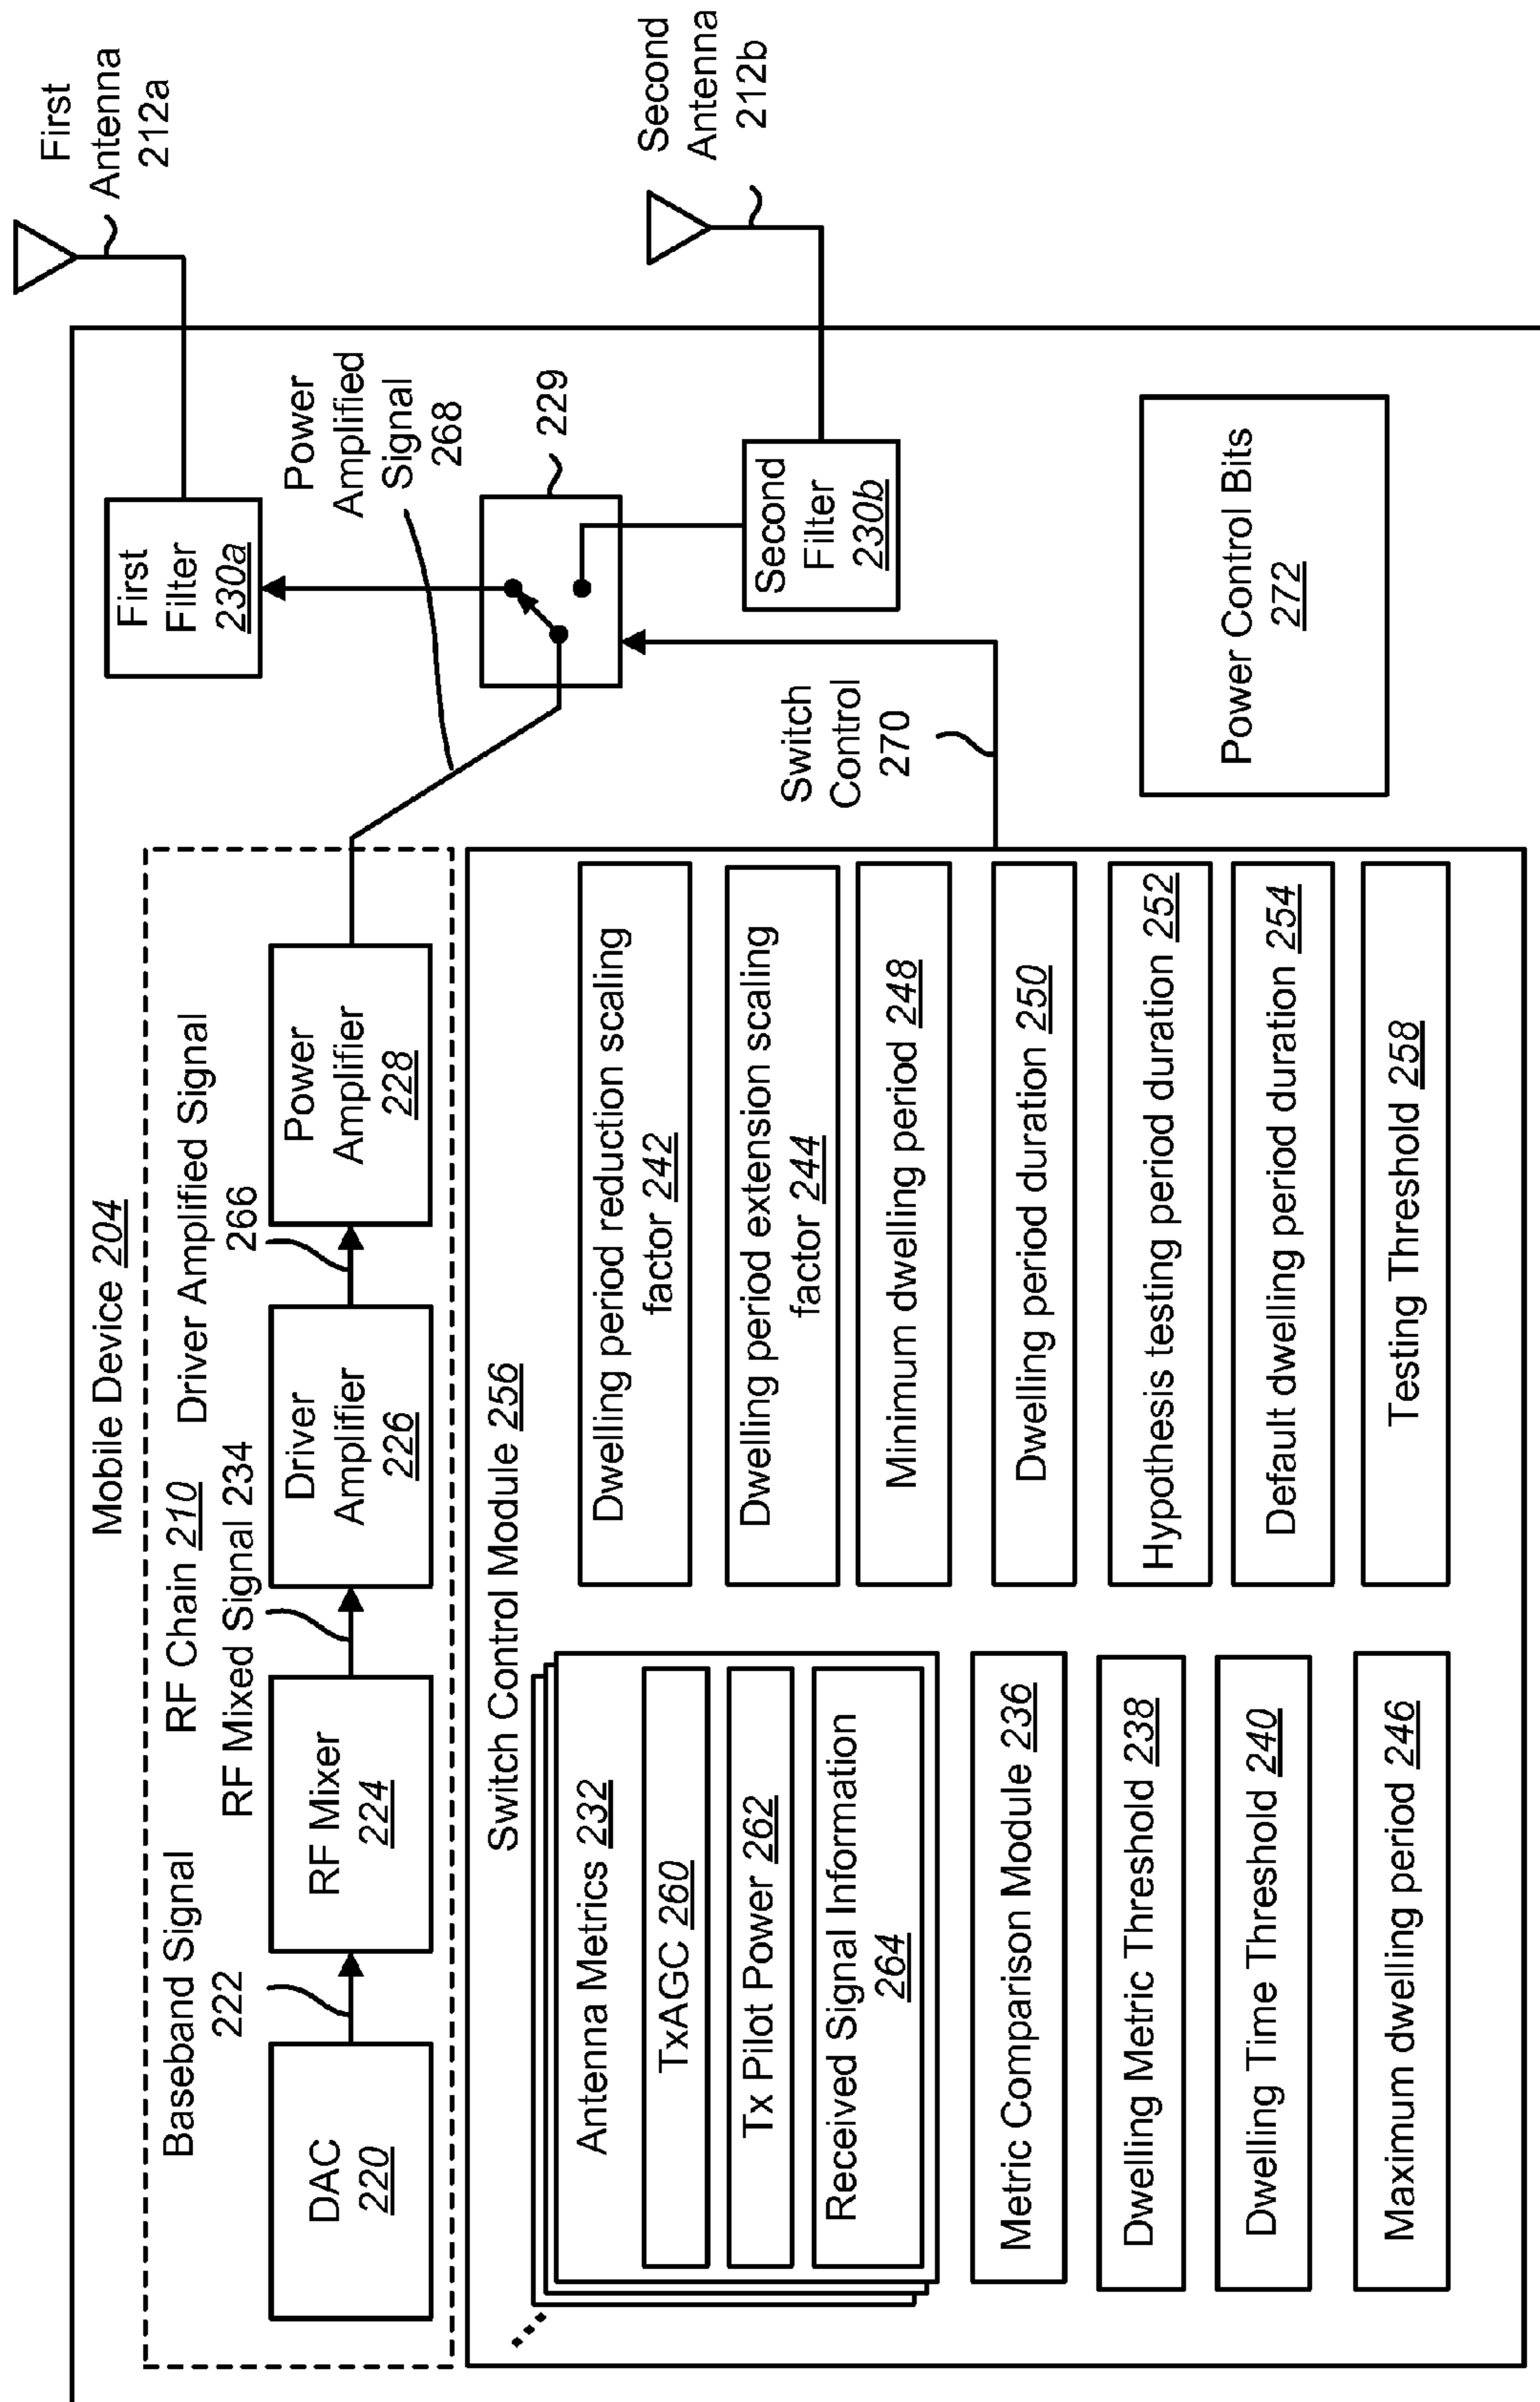 Mobile Device 204
RF Chain 210
Baseband Signal
222
RF Mixed Signal 234
Driver Amplified Signal
266
DAC
220
RF Mixer
224
Driver
Amplifier
226
Power
Amplifier
228
Power
Amplified
Signal
268
First
Filter
230a
First
Antenna
212a
229
Second
Filter
230b
Second
Antenna
212b
Switch
Control
270
Power Control Bits
272
Switch Control Module 256
Antenna Metrics 232
TxAGC 260
Tx Pilot Power 262
Received Signal Information
264
Metric Comparison Module 236
Dwelling Metric Threshold 238
Dwelling Time Threshold 240
Maximum dwelling period 246
Dwelling period reduction scaling
factor 242
Dwelling period extension scaling
factor 244
Minimum dwelling period 248
Dwelling period duration 250
Hypothesis testing period duration 252
Default dwelling period duration 254
Testing Threshold 258